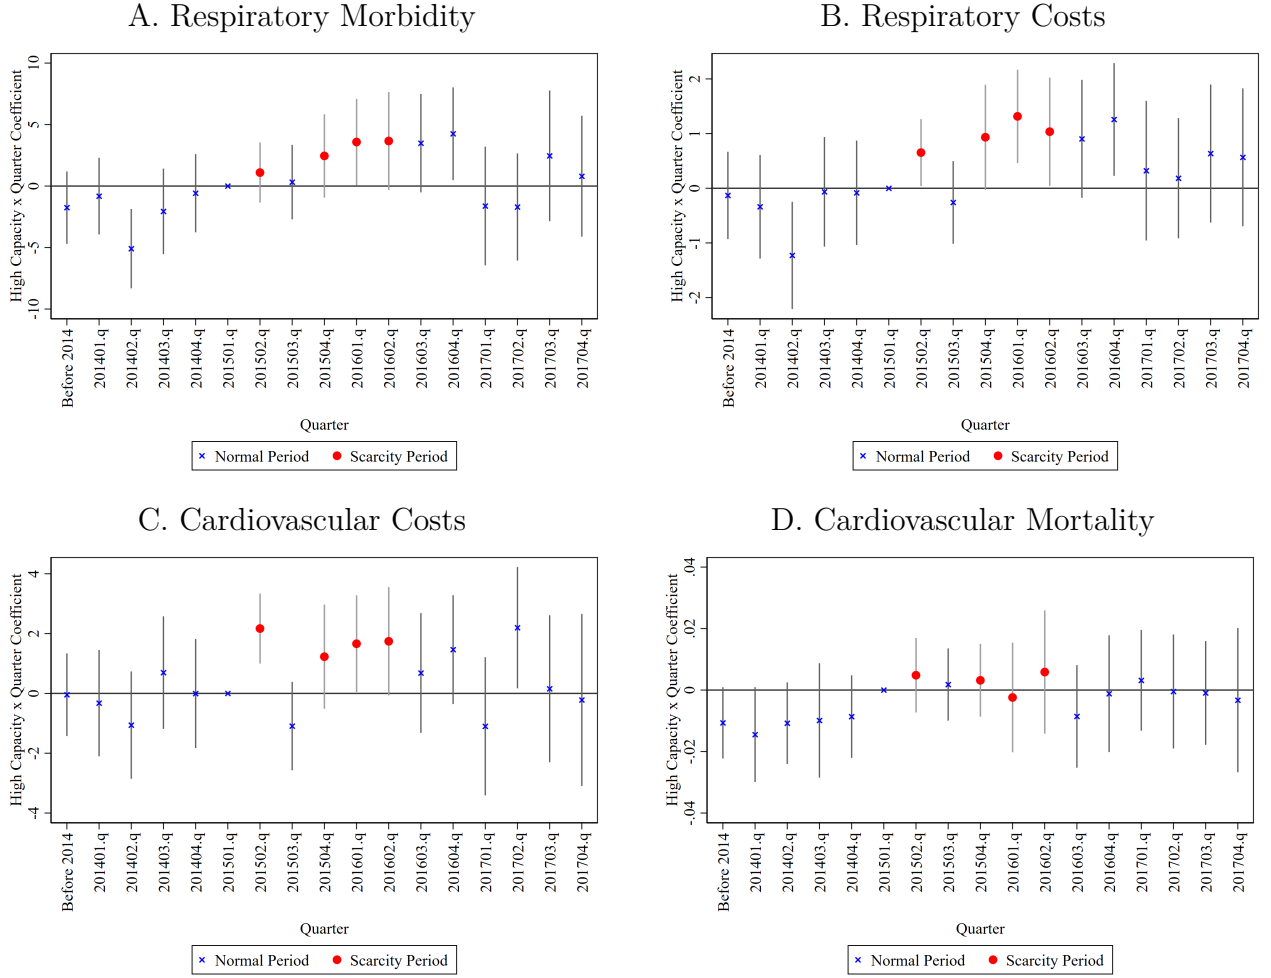 A. Respiratory Morbidity
High Capacity x Quarter Coefficient
10
5
0
-5
-10
Before 2014
201401.q
201402.q
201403.q
201404.q
201501.q
201502.q
201503.q
201504.q
201601.q
201602.q
201603.q
201604.q
201701.q
201702.q
201703.q
201704.q
Quarter
Normal Period
Scarcity Period
B. Respiratory Costs
High Capacity x Quarter Coefficient
2
1
0
-1
-2
Before 2014
201401.q
201402.q
201403.q
201404.q
201501.q
201502.q
201503.q
201504.q
201601.q
201602.q
201603.q
201604.q
201701.q
201702.q
201703.q
201704.q
Quarter
Normal Period
Scarcity Period
C. Cardiovascular Costs
High Capacity x Quarter Coefficient
4
2
0
-2
-4
Before 2014
201401.q
201402.q
201403.q
201404.q
201501.q
201502.q
201503.q
201504.q
201601.q
201602.q
201603.q
201604.q
201701.q
201702.q
201703.q
201704.q
Quarter
Normal Period
Scarcity Period
D. Cardiovascular Mortality
High Capacity x Quarter Coefficient
.04
.02
0
-.02
-.04
Before 2014
201401.q
201402.q
201403.q
201404.q
201501.q
201502.q
201503.q
201504.q
201601.q
201602.q
201603.q
201604.q
201701.q
201702.q
201703.q
201704.q
Quarter
Normal Period
Scarcity Period